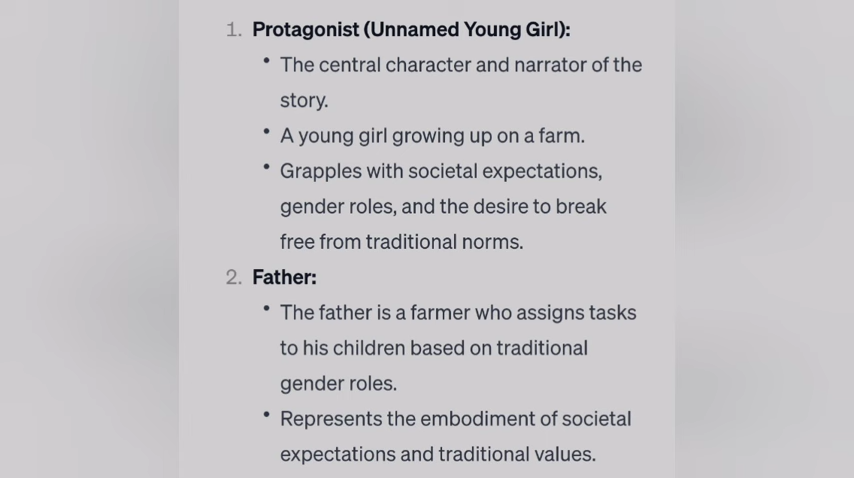 1. Protagonist (Unnamed Young Girl):
• The central character and narrator of the
story.
• A young girl growing up on a farm.
• Grapples with societal expectations,
gender roles, and the desire to break
free from traditional norms.
2. Father:
• The father is a farmer who assigns tasks
to his children based on traditional
gender roles.
• Represents the embodiment of societal
expectations and traditional values.